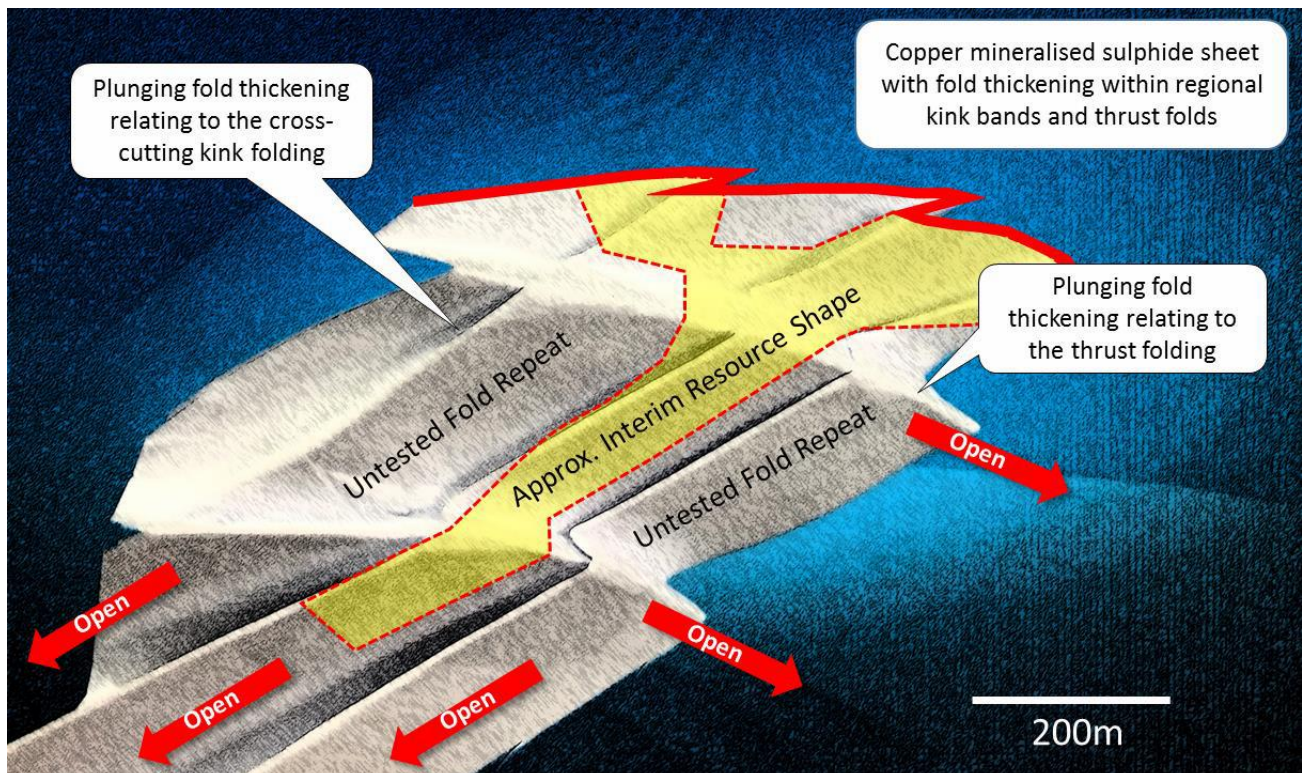 Copper mineralised sulphide sheet
with fold thickening within regional
kink bands and thrust folds
Plunging fold thickening
relating to the cross-
cutting kink folding
Plunging fold
thickening relating to
the thrust folding
Untested Fold Repeat
Approx. Interim Resource Shape
Untested Fold Repeat
Open
Open
Open
Open
Open
200m